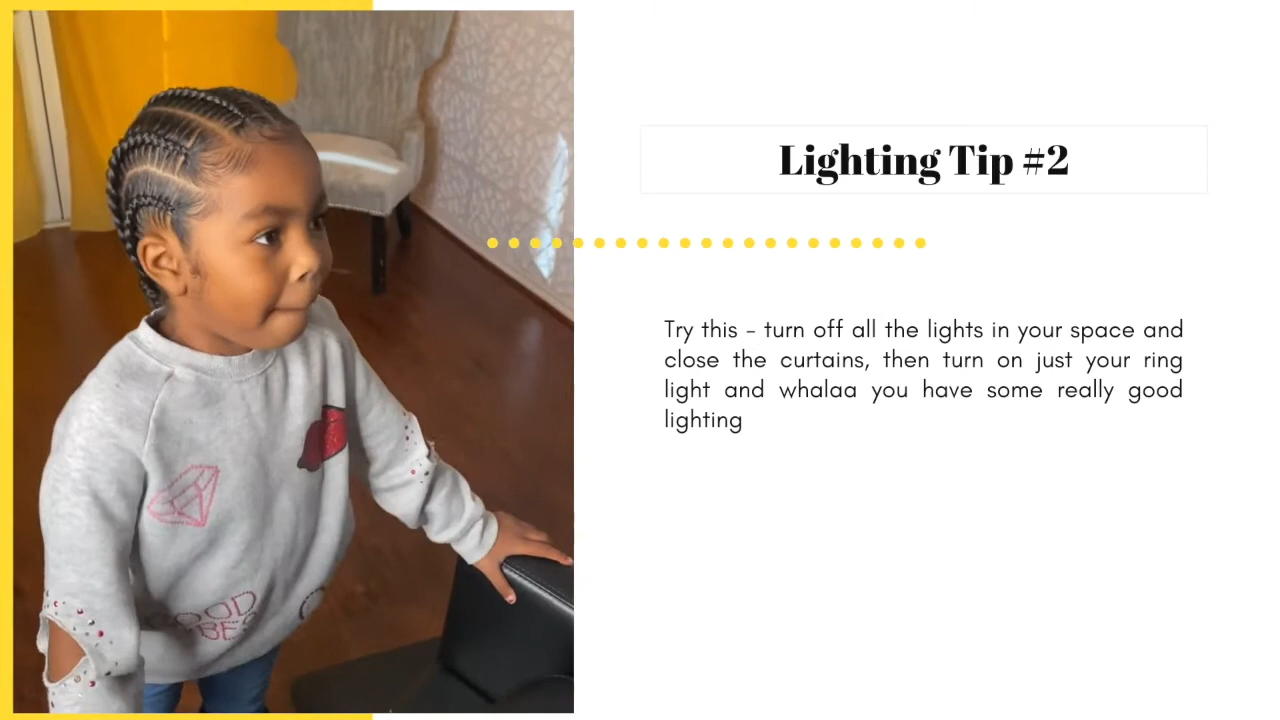 Lighting Tip #2
Try this - turn off all the lights in your space and
close the curtains, then turn on just your ring
light and whalaa you have some really good
lighting